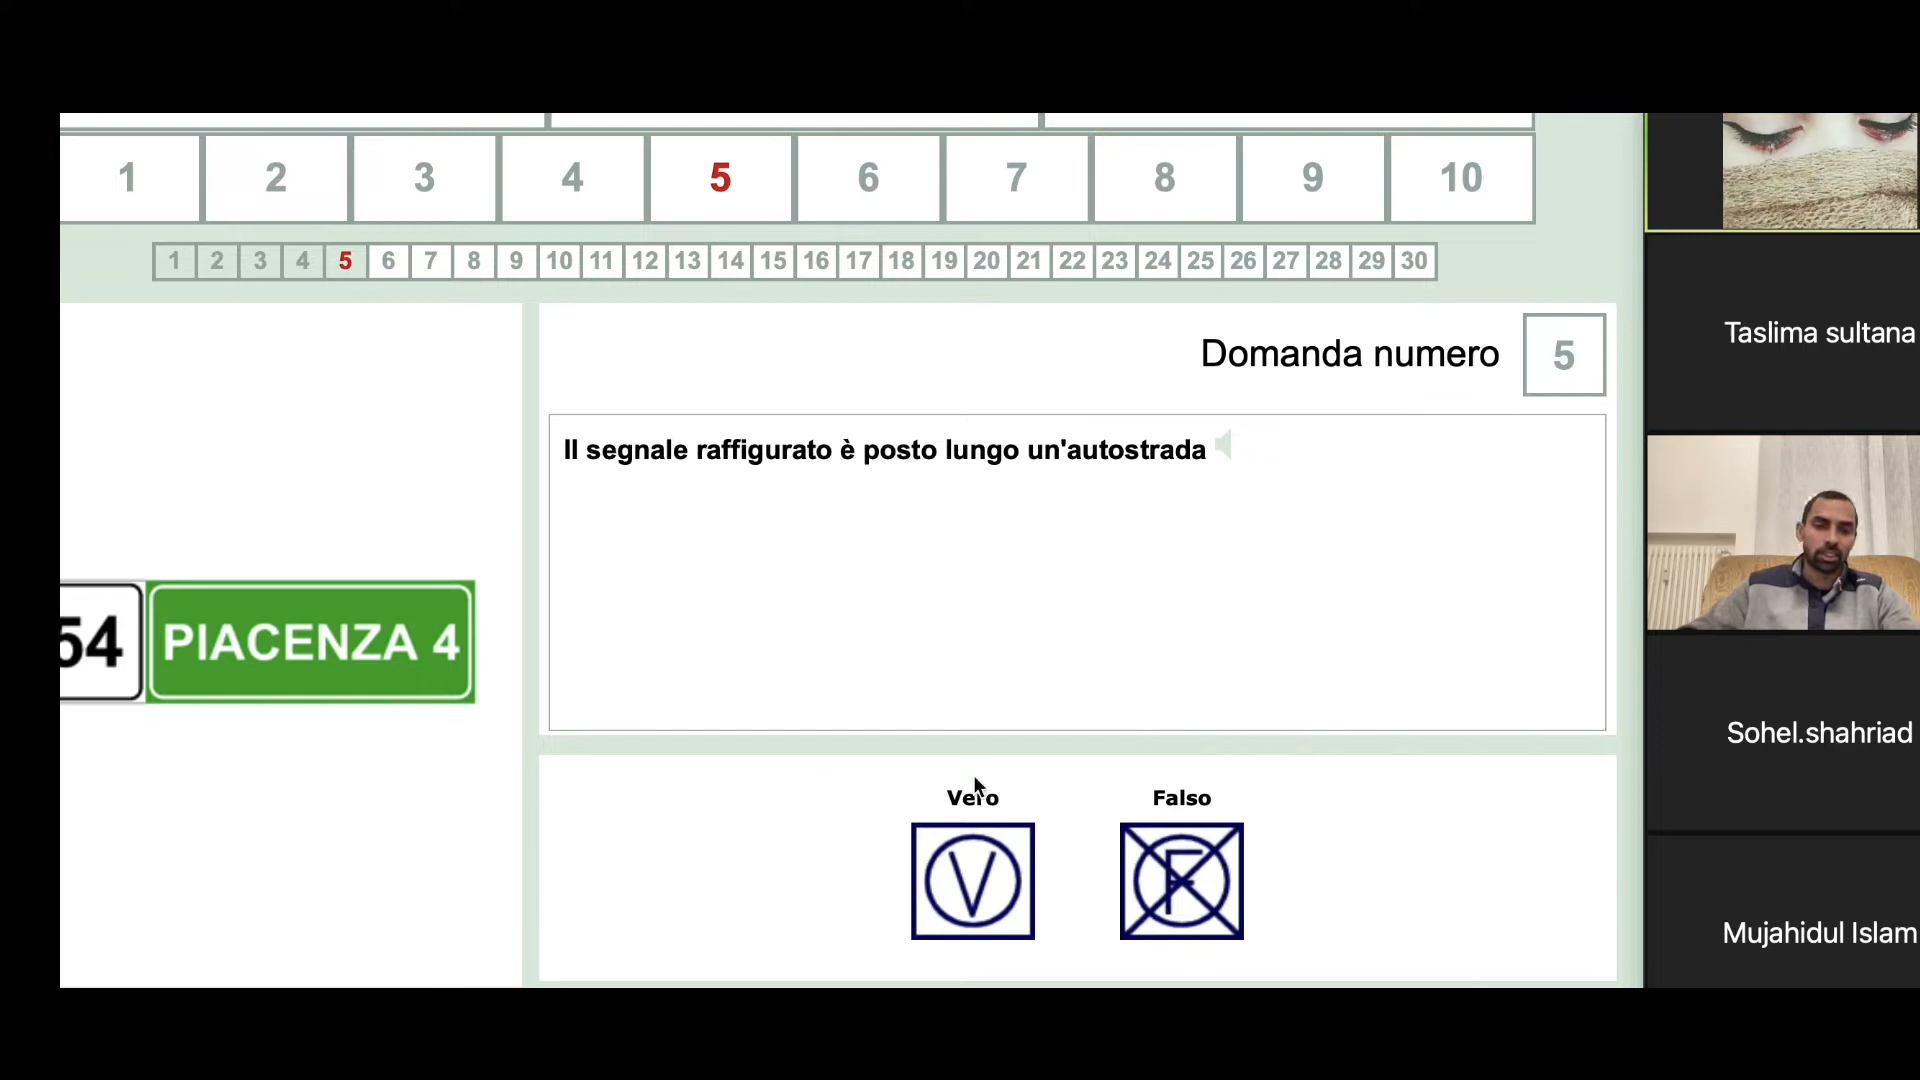 1 2 3 4 5 6 7 8 9 10
1 2 3 4 5 6 7 8 9 10 11 12 13 14 15 16 17 18 19 20 21 22 23 24 25 26 27 28 29 30
Domanda numero 5
Il segnale raffigurato è posto lungo un'autostrada
54 PIACENZA 4
Vero Falso
V F
Taslima sultana
Sohel.shahriad
Mujahidul Islam